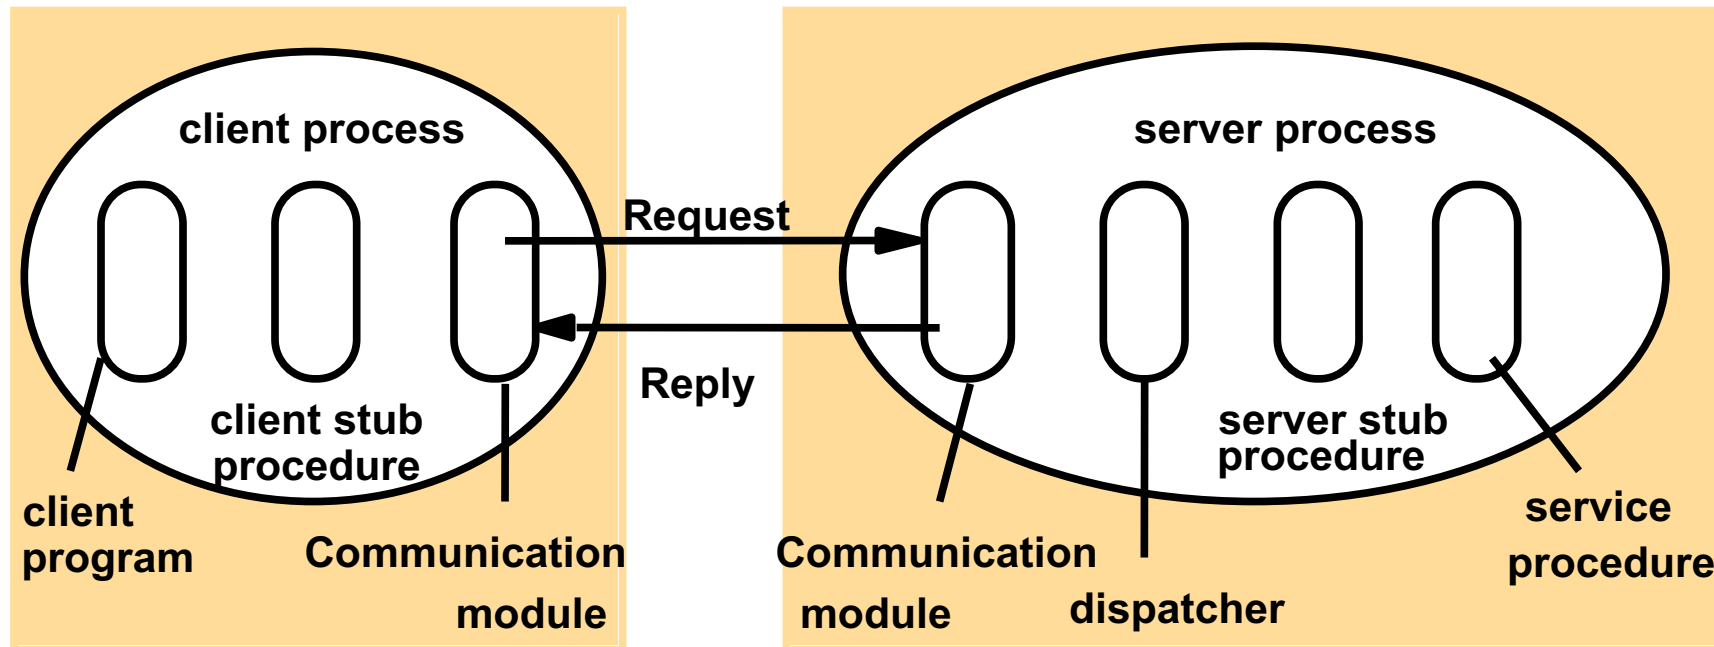 client process
server process
Request
Reply
client stub
procedure
server stub
procedure
client
program
Communication
module
Communication
module
dispatcher
service
procedure